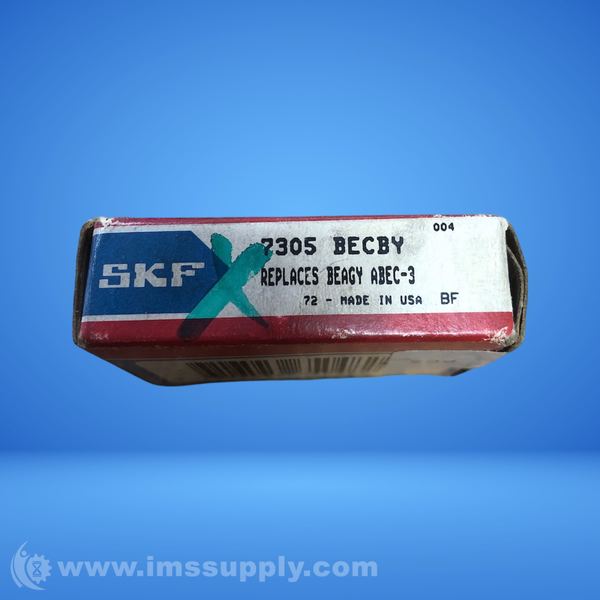 004
7305 BECBY
SKF
REPLACES BEAGY ABEC-3
72 - MADE IN USA BF
www.imssupply.com